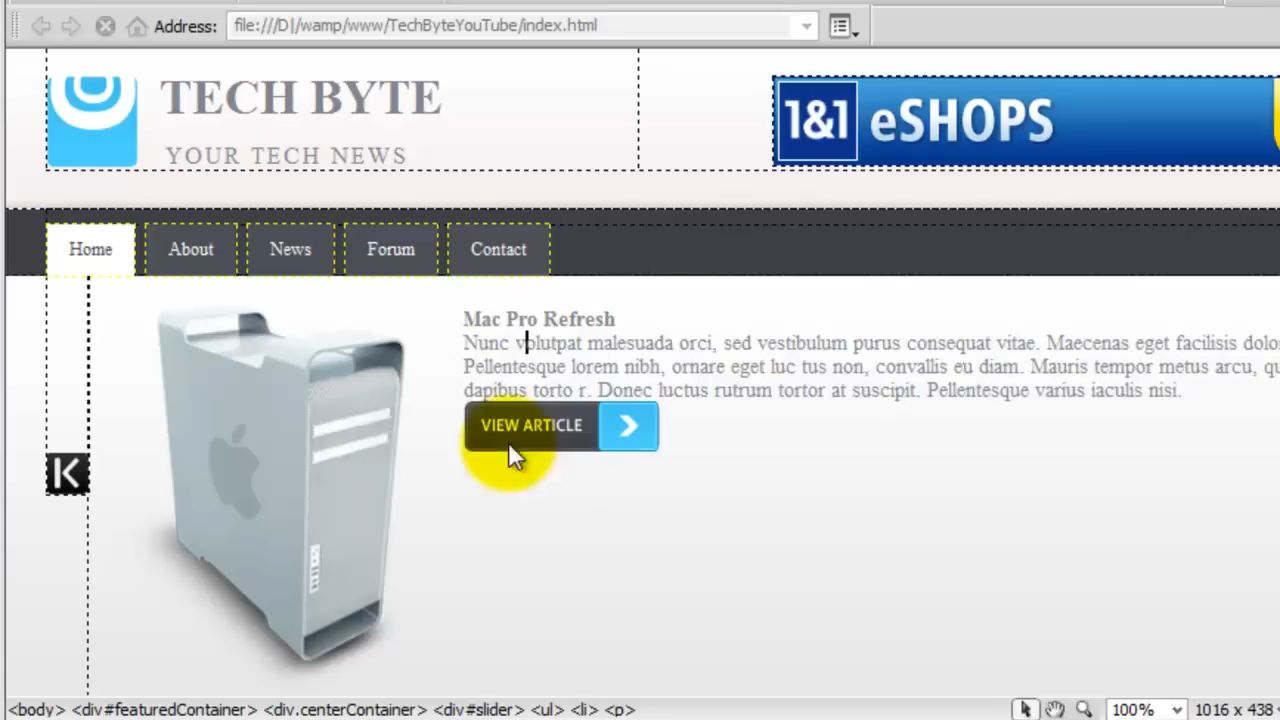 Address: file:///D|/wamp/www/TechByteYouTube/index.html
TECH BYTE
YOUR TECH NEWS
1&1 eSHOPS
Home About News Forum Contact
Mac Pro Refresh
Nunc volutpat malesuada orci, sed vestibulum purus consequat vitae. Maecenas eget facilisis dolo
Pellentesque lorem nibh, ornare eget luc tus non, convallis eu diam. Mauris tempor metus arcu, qu
dapibus torto r. Donec luctus rutrum tortor at suscipit. Pellentesque varius iaculis nisi.
VIEW ARTICLE
K
<body> <div#featuredContainer> <div.centerContainer> <div#slider> <ul> <li> <p> 100% 1016 x 438